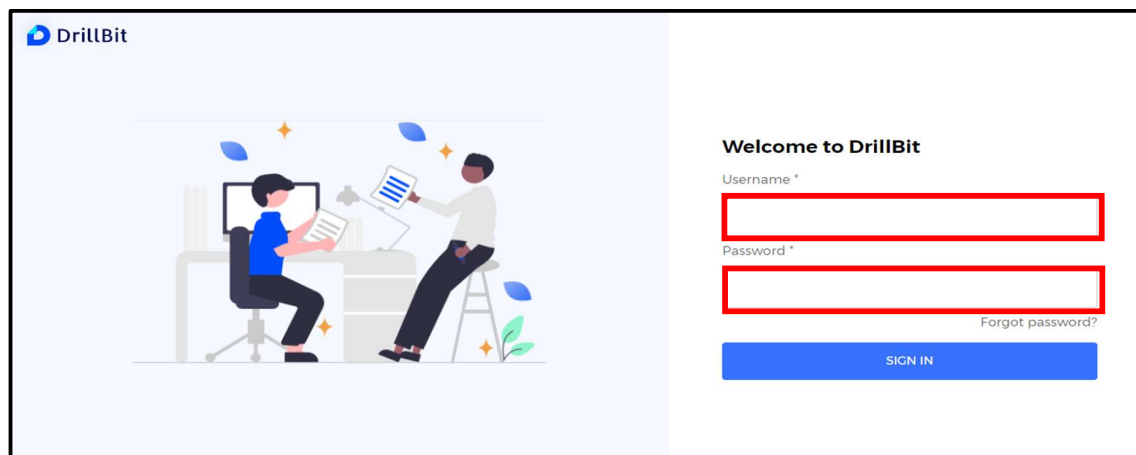 DrillBit
Welcome to DrillBit
Username *
Password *
Forgot password?
SIGN IN